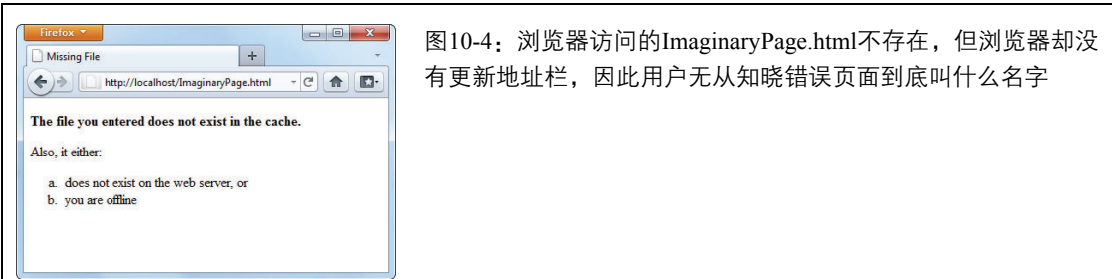 Firefox
Missing File
http://localhost/ImaginaryPage.html
The file you entered does not exist in the cache.
Also, it either:
a. does not exist on the web server, or
b. you are offline
图10-4：浏览器访问的ImaginaryPage.html不存在，但浏览器却没
有更新地址栏，因此用户无从知晓错误页面到底叫什么名字